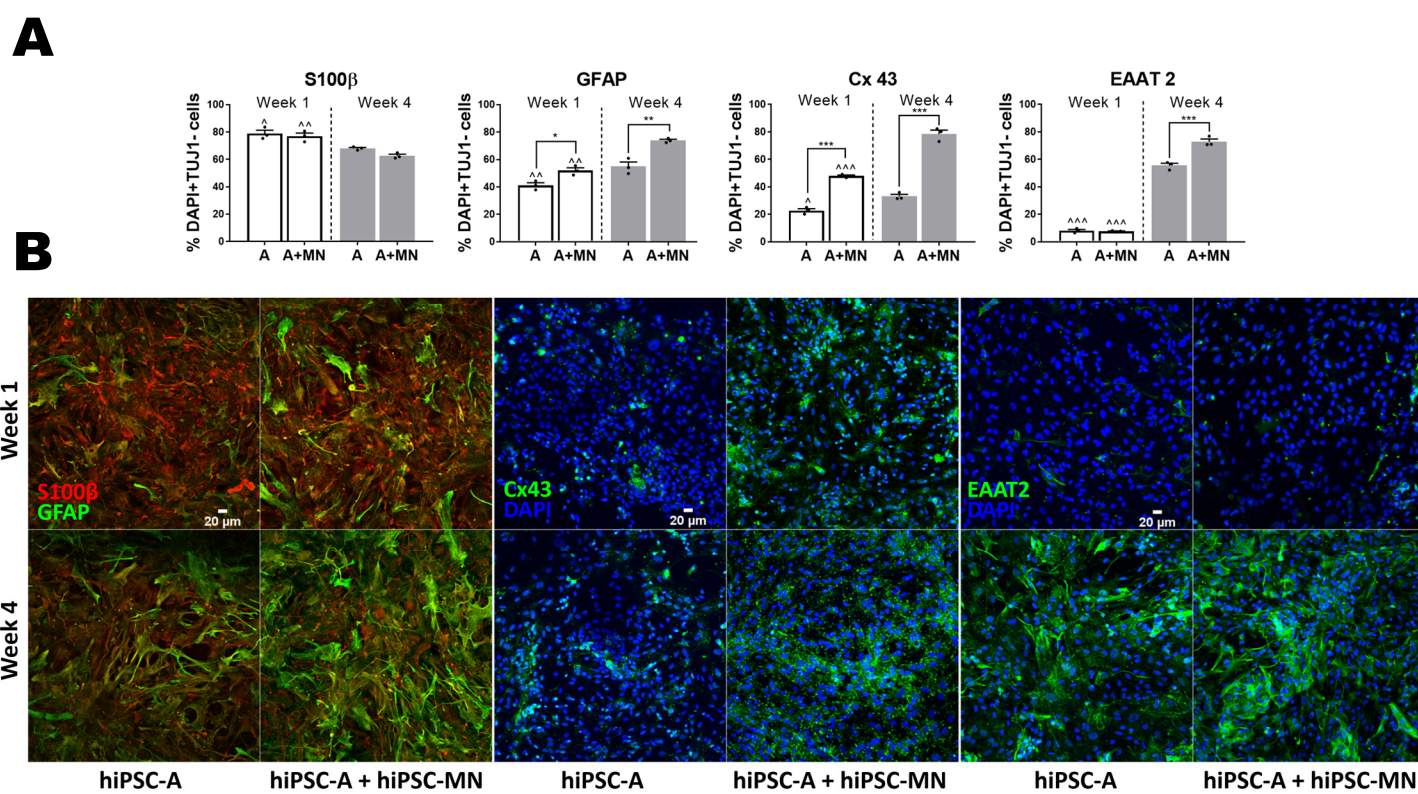 A
S100β GFAP Cx 43 EAAT 2
% DAPI+TUJ1- cells
100
80
60
40
20
0
Week 1 Week 4
^ ^^
A A+MN A A+MN
% DAPI+TUJ1- cells
100
80
60
40
20
0
Week 1 Week 4
* **
^^ ^^
A A+MN A A+MN
% DAPI+TUJ1- cells
100
80
60
40
20
0
Week 1 Week 4
*** ***
^ ^^^
A A+MN A A+MN
% DAPI+TUJ1- cells
100
80
60
40
20
0
Week 1 Week 4
***
^^^ ^^^
A A+MN A A+MN
B
Week 1
S100β
GFAP
20 µm
Cx43
DAPI
20 µm
EAAT2
DAPI
20 µm
Week 4
hiPSC-A hiPSC-A + hiPSC-MN hiPSC-A hiPSC-A + hiPSC-MN hiPSC-A hiPSC-A + hiPSC-MN